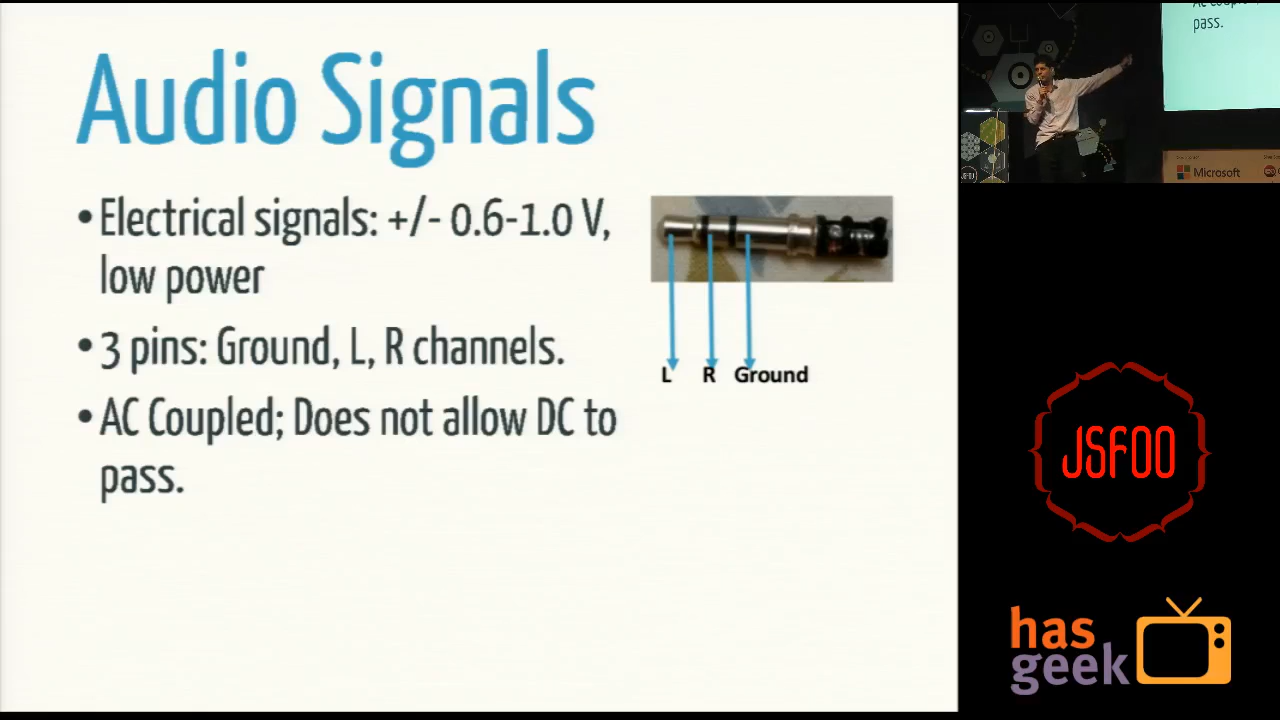 Audio Signals
• Electrical signals: +/- 0.6-1.0 V,
low power
• 3 pins: Ground, L, R channels.
• AC Coupled; Does not allow DC to
pass.
L R Ground
pass.
Microsoft
JSFOO
has
geek